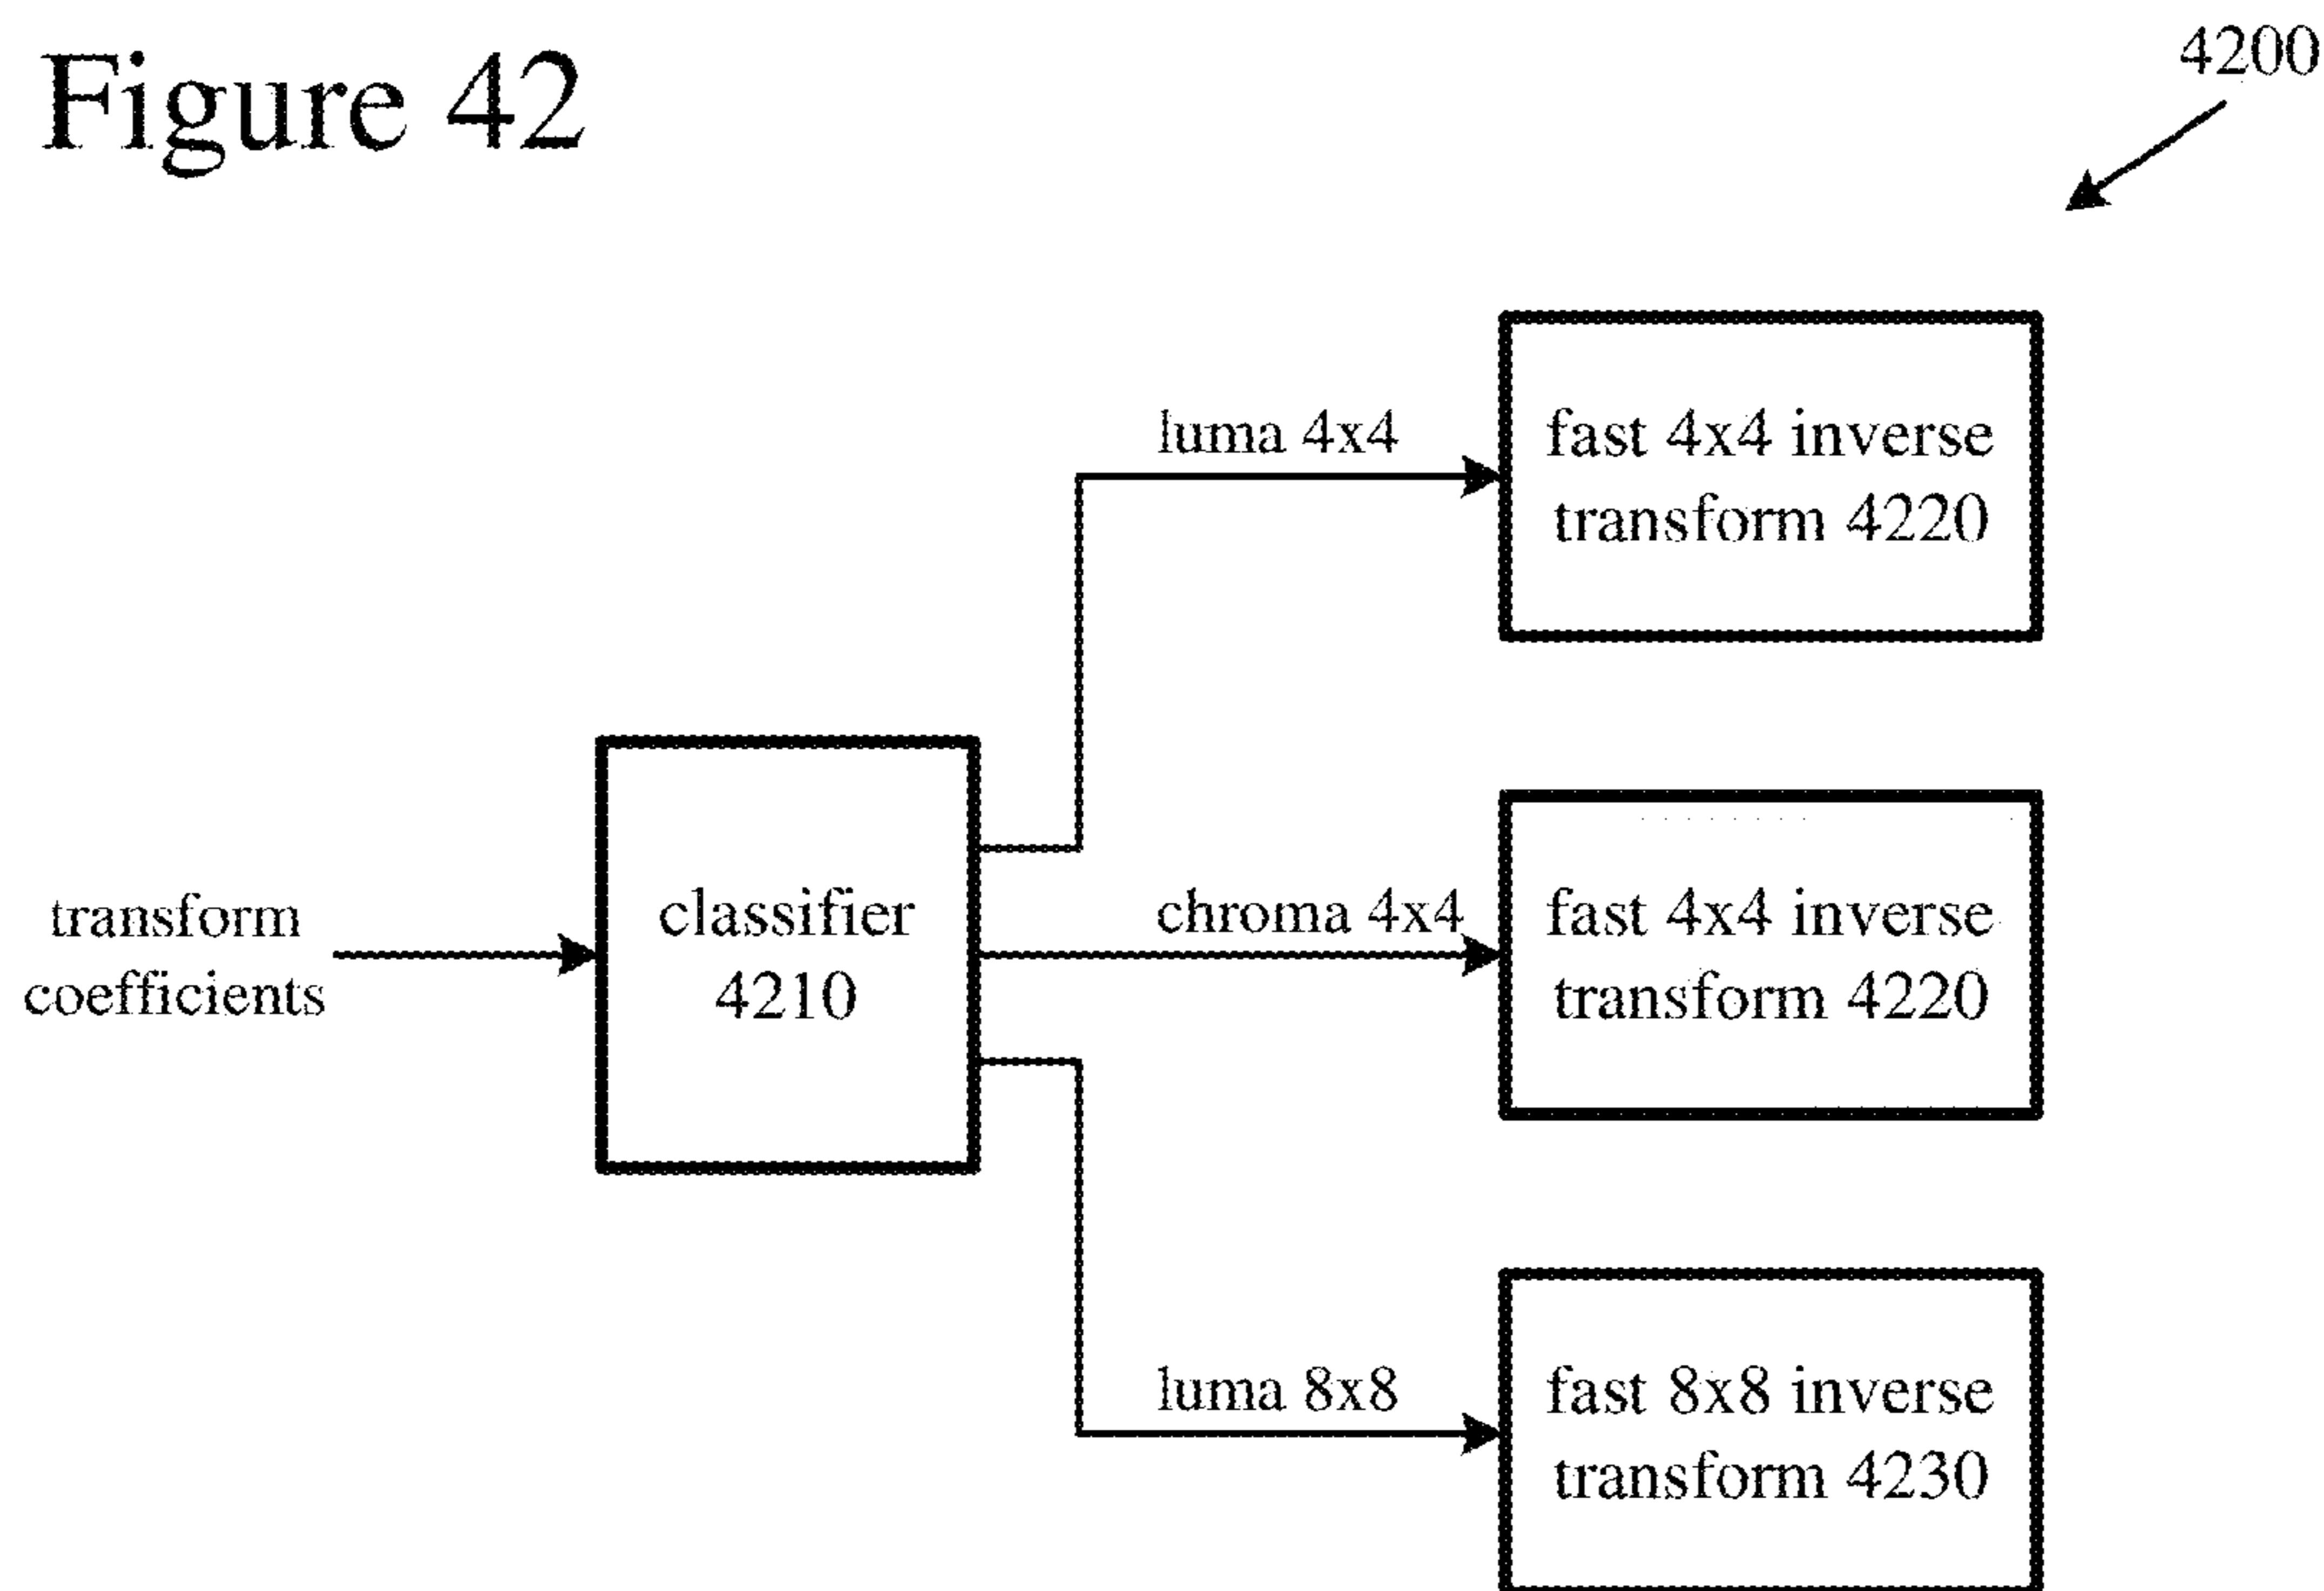 Figure 42
4200
luma 4x4
fast 4x4 inverse
transform 4220
transform
coefficients
classifier
4210
chroma 4x4
fast 4x4 inverse
transform 4220
luma 8x8
fast 8x8 inverse
transform 4230